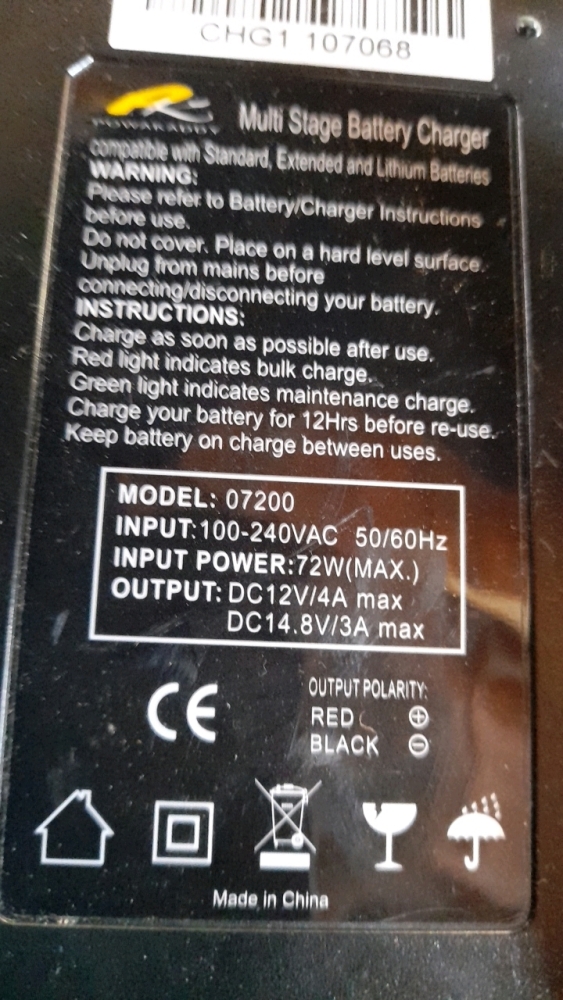 CHG1 107068
POWAKADDY
Multi Stage Battery Charger
compatible with Standard, Extended and Lithium Batteries
WARNING:
Please refer to Battery/Charger Instructions
before use.
Do not cover. Place on a hard level surface.
Unplug from mains before
connecting/disconnecting your battery.
INSTRUCTIONS:
Charge as soon as possible after use.
Red light indicates bulk charge.
Green light indicates maintenance charge.
Charge your battery for 12Hrs before re-use.
Keep battery on charge between uses.
MODEL: 07200
INPUT:100-240VAC 50/60Hz
INPUT POWER:72W(MAX.)
OUTPUT: DC12V/4A max
DC14.8V/3A max
CE
OUTPUT POLARITY:
RED +
BLACK −
Made in China